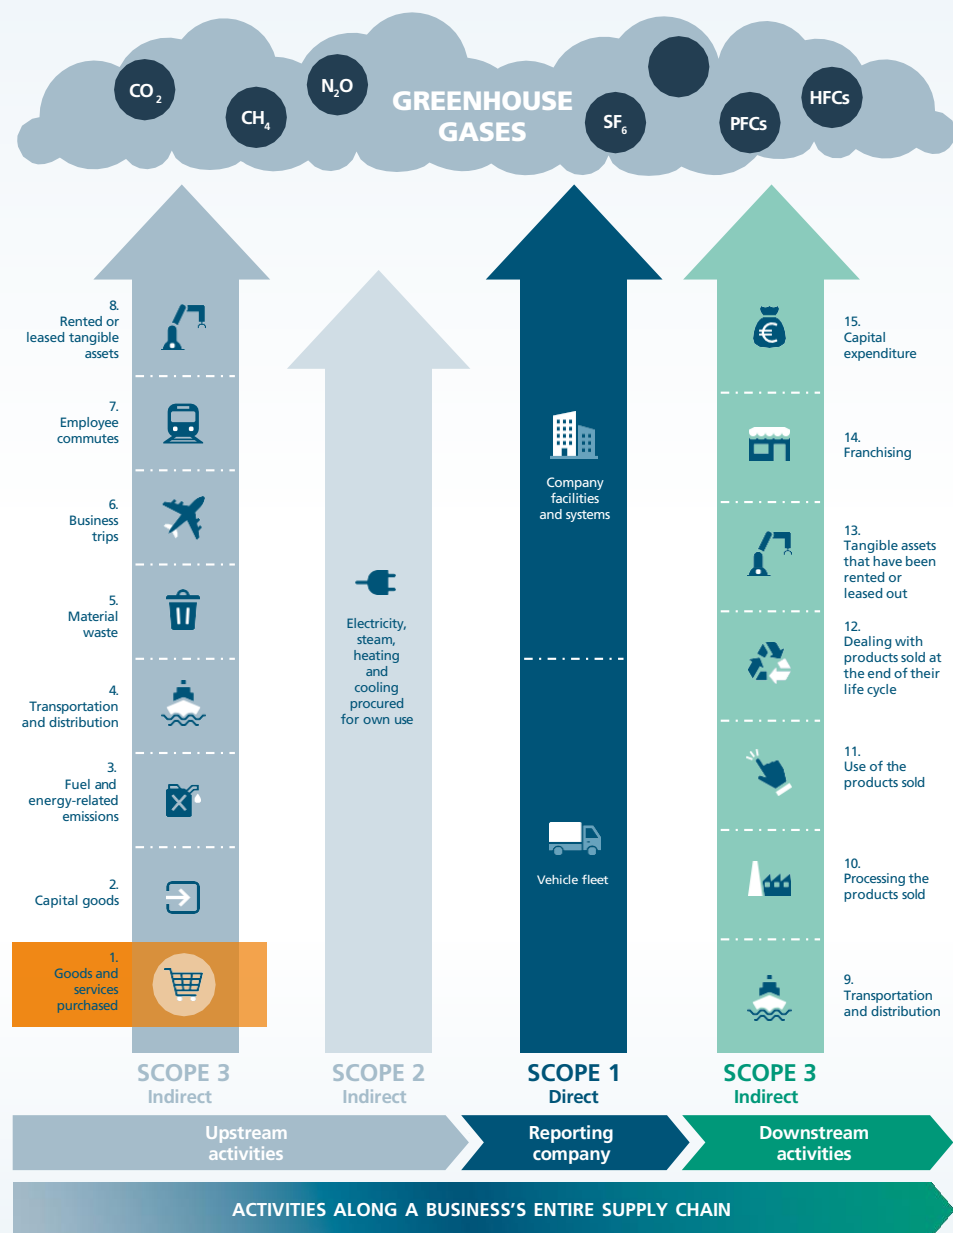 CO2
CH4
N2O
GREENHOUSE
GASES
SF6
PFCs
HFCs
8.
Rented or
leased tangible
assets
7.
Employee
commutes
6.
Business
trips
5.
Material
waste
4.
Transportation
and distribution
3.
Fuel and
energy-related
emissions
2.
Capital goods
1.
Goods and
services
purchased
Electricity,
steam,
heating
and
cooling
procured
for own use
Company
facilities
and systems
Vehicle fleet
€
15.
Capital
expenditure
14.
Franchising
13.
Tangible assets
that have been
rented or
leased out
12.
Dealing with
products sold at
the end of their
life cycle
11.
Use of the
products sold
10.
Processing the
products sold
9.
Transportation
and distribution
SCOPE 3
Indirect
SCOPE 2
Indirect
SCOPE 1
Direct
SCOPE 3
Indirect
Upstream
activities
Reporting
company
Downstream
activities
ACTIVITIES ALONG A BUSINESS’S ENTIRE SUPPLY CHAIN